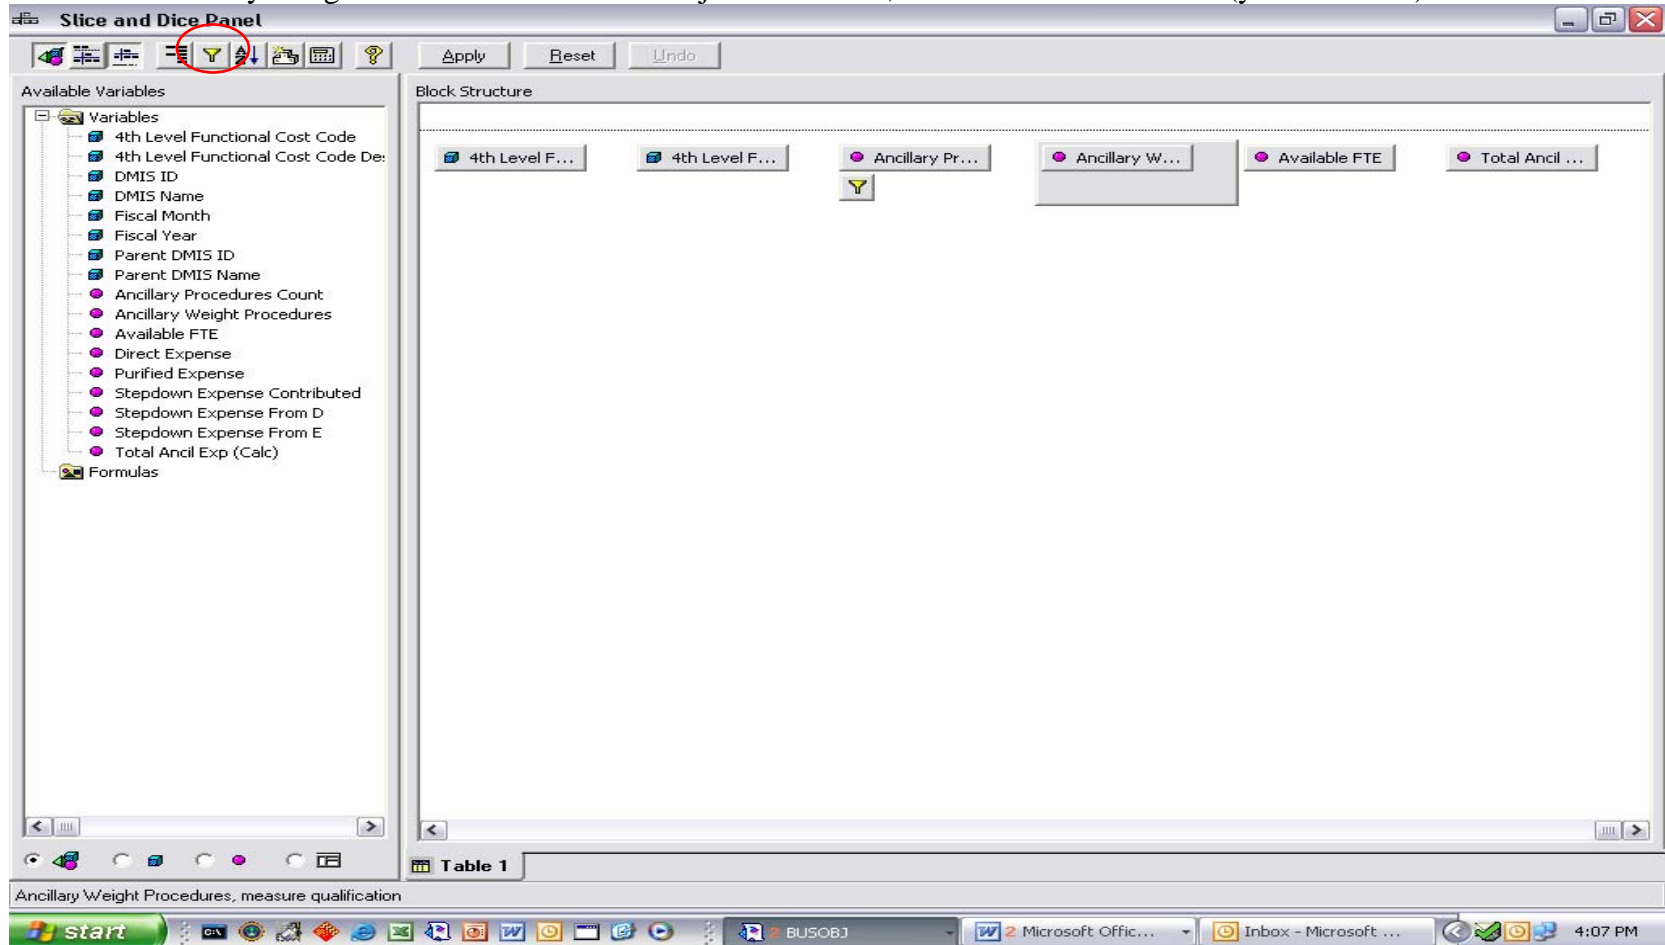 Slice and Dice Panel
Apply Reset Undo
Available Variables
Block Structure
Variables
4th Level Functional Cost Code
4th Level Functional Cost Code De
DMIS ID
DMIS Name
Fiscal Month
Fiscal Year
Parent DMIS ID
Parent DMIS Name
Ancillary Procedures Count
Ancillary Weight Procedures
Available FTE
Direct Expense
Purified Expense
Stepdown Expense Contributed
Stepdown Expense From D
Stepdown Expense From E
Total Ancil Exp (Calc)
Formulas
4th Level F... 4th Level F... Ancillary Pr... Ancillary W... Available FTE Total Ancil ...
Table 1
Ancillary Weight Procedures, measure qualification
start 2 BUSOBJ 2 Microsoft Offic... Inbox - Microsoft ... 4:07 PM